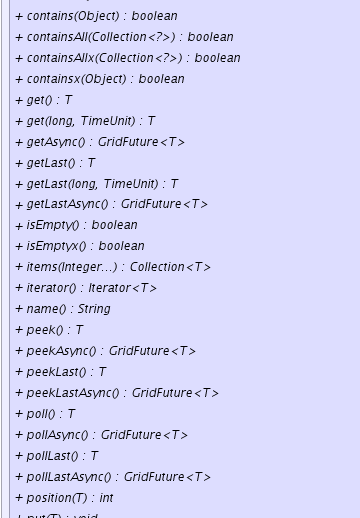 + contains(Object) : boolean
+ containsAll(Collection<?>) : boolean
+ containsAllx(Collection<?>) : boolean
+ containsx(Object) : boolean
+ get() : T
+ get(long, TimeUnit) : T
+ getAsync() : GridFuture<T>
+ getLast() : T
+ getLast(long, TimeUnit) : T
+ getLastAsync() : GridFuture<T>
+ isEmpty() : boolean
+ isEmptyx() : boolean
+ items(Integer...) : Collection<T>
+ iterator() : Iterator<T>
+ name() : String
+ peek() : T
+ peekAsync() : GridFuture<T>
+ peekLast() : T
+ peekLastAsync() : GridFuture<T>
+ poll() : T
+ pollAsync() : GridFuture<T>
+ pollLast() : T
+ pollLastAsync() : GridFuture<T>
+ position(T) : int
+ put(T) : void